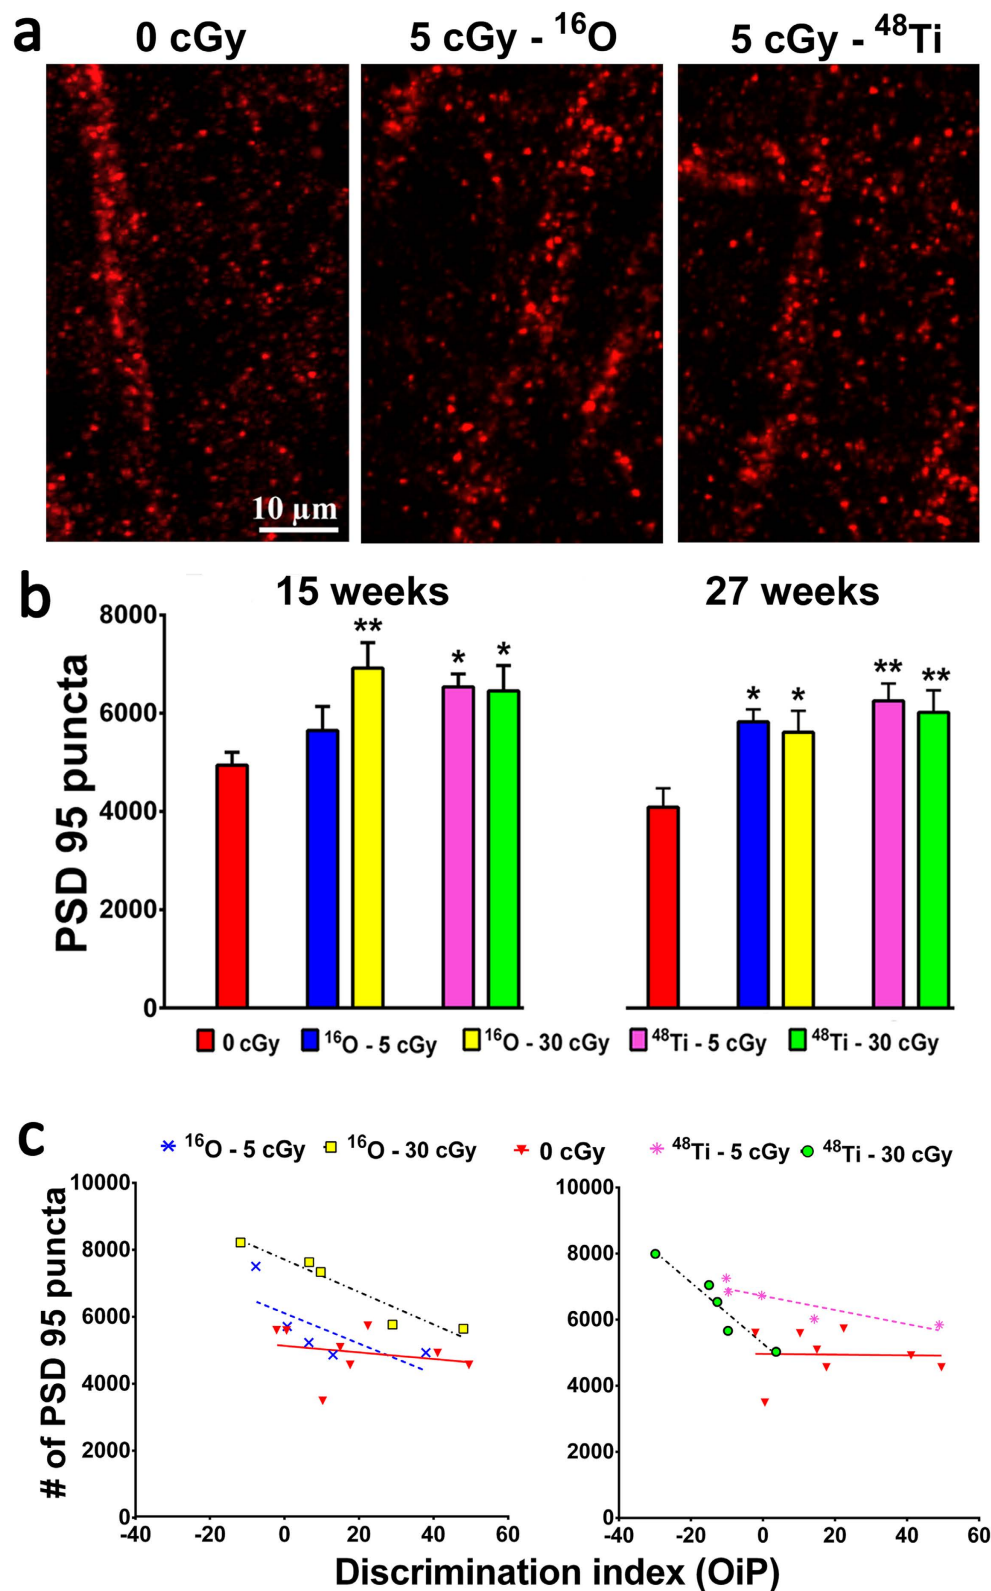 a
0 cGy 5 cGy - ¹⁶O 5 cGy - ⁴⁸Ti
10 µm
b
15 weeks 27 weeks
PSD 95 puncta
8000
6000
4000
2000
0
** * * * * ** **
0 cGy ¹⁶O - 5 cGy ¹⁶O - 30 cGy ⁴⁸Ti - 5 cGy ⁴⁸Ti - 30 cGy
c
¹⁶O - 5 cGy ¹⁶O - 30 cGy 0 cGy ⁴⁸Ti - 5 cGy ⁴⁸Ti - 30 cGy
# of PSD 95 puncta
10000
8000
6000
4000
2000
0
-40 -20 0 20 40 60
10000
8000
6000
4000
2000
0
-40 -20 0 20 40 60
Discrimination index (OiP)